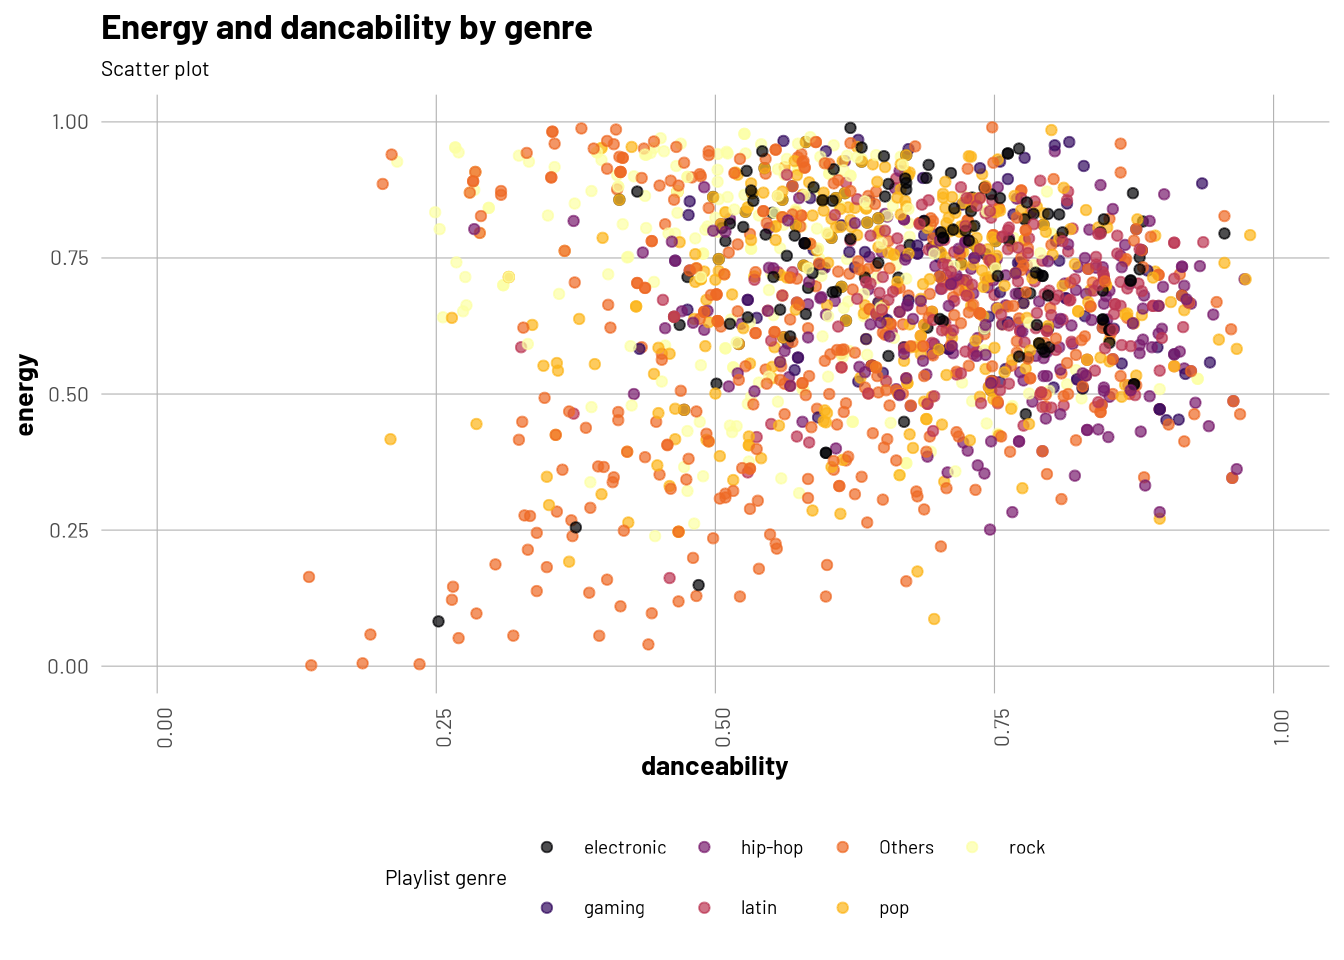 Energy and dancability by genre
Scatter plot
1.00
0.75
0.50
0.25
0.00
energy
0.00 0.25 0.50 0.75 1.00
danceability
Playlist genre
electronic hip-hop Others rock
gaming latin pop